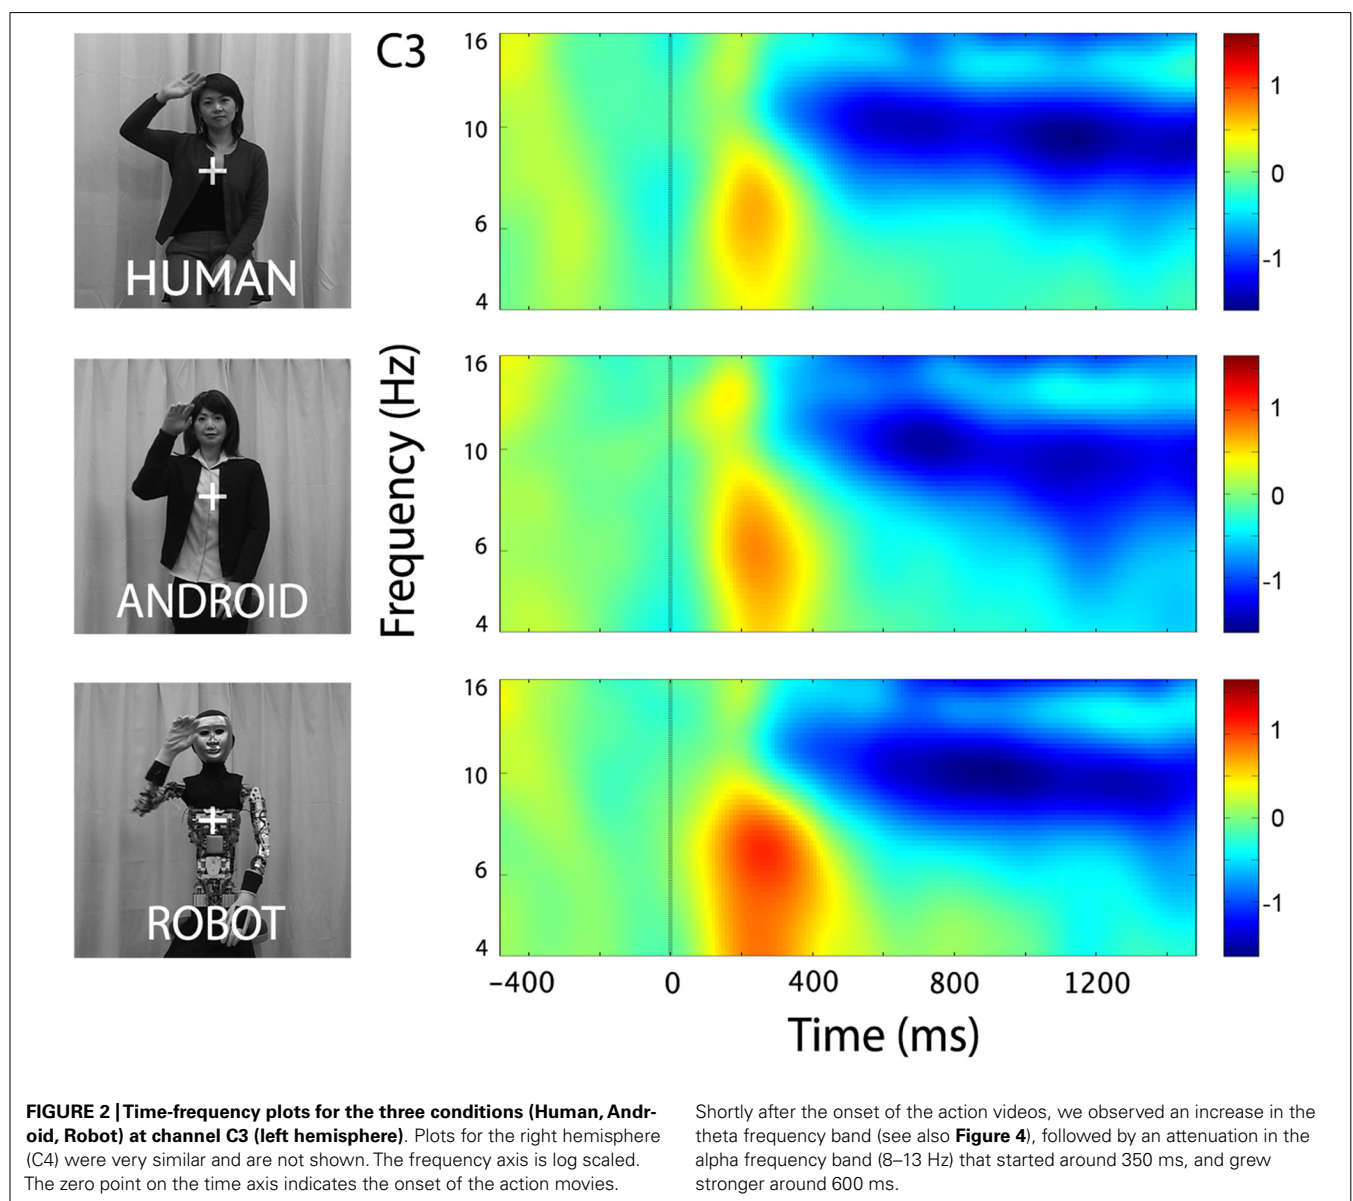 C3
16
10
6
4
1
0
-1
HUMAN
Frequency (Hz)
16
10
6
4
1
0
-1
ANDROID
16
10
6
4
1
0
-1
ROBOT
−400 0 400 800 1200
Time (ms)
FIGURE 2 | Time-frequency plots for the three conditions (Human, Andr-
oid, Robot) at channel C3 (left hemisphere). Plots for the right hemisphere
(C4) were very similar and are not shown. The frequency axis is log scaled.
The zero point on the time axis indicates the onset of the action movies.
Shortly after the onset of the action videos, we observed an increase in the
theta frequency band (see also Figure 4), followed by an attenuation in the
alpha frequency band (8–13 Hz) that started around 350 ms, and grew
stronger around 600 ms.